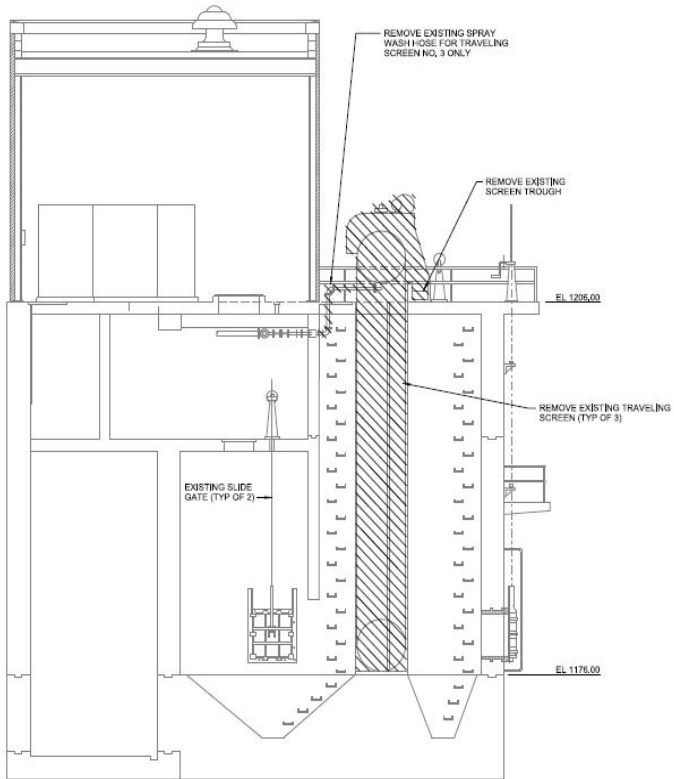 REMOVE EXISTING SPRAY
WASH HOSE FOR TRAVELING
SCREEN NO. 3 ONLY
REMOVE EXISTING
SCREEN TROUGH
EL 1206.00
REMOVE EXISTING TRAVELING
SCREEN (TYP OF 3)
EXISTING SLIDE
GATE (TYP OF 2)
EL 1176.00